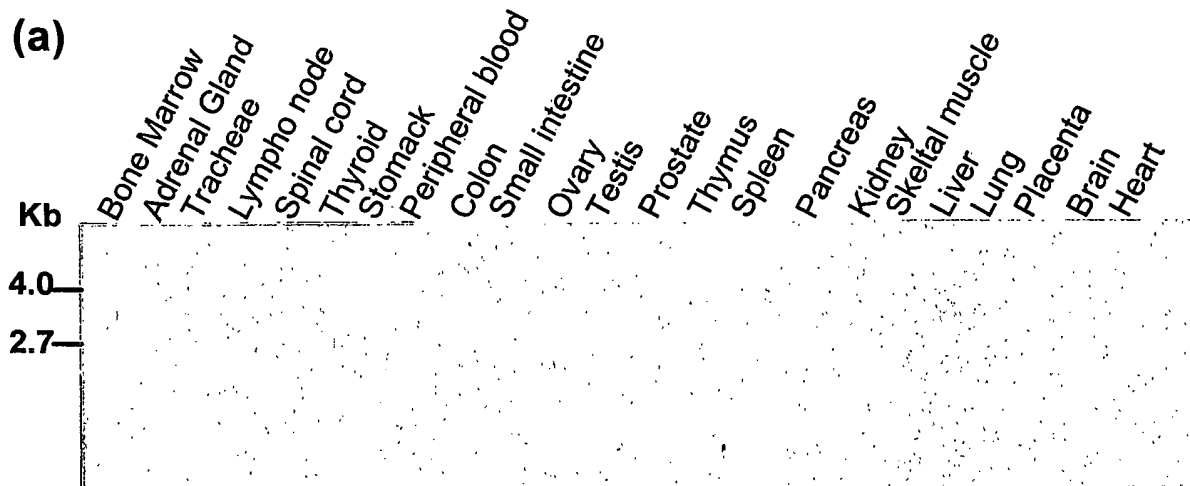 (a)
Bone Marrow
Adrenal Gland
Tracheae
Lympho node
Spinal cord
Thyroid
Stomack
Peripheral blood
Colon
Small intestine
Ovary
Testis
Prostate
Thymus
Spleen
Pancreas
Kidney
Skeltal muscle
Liver
Lung
Placenta
Brain
Heart
Kb
4.0
2.7